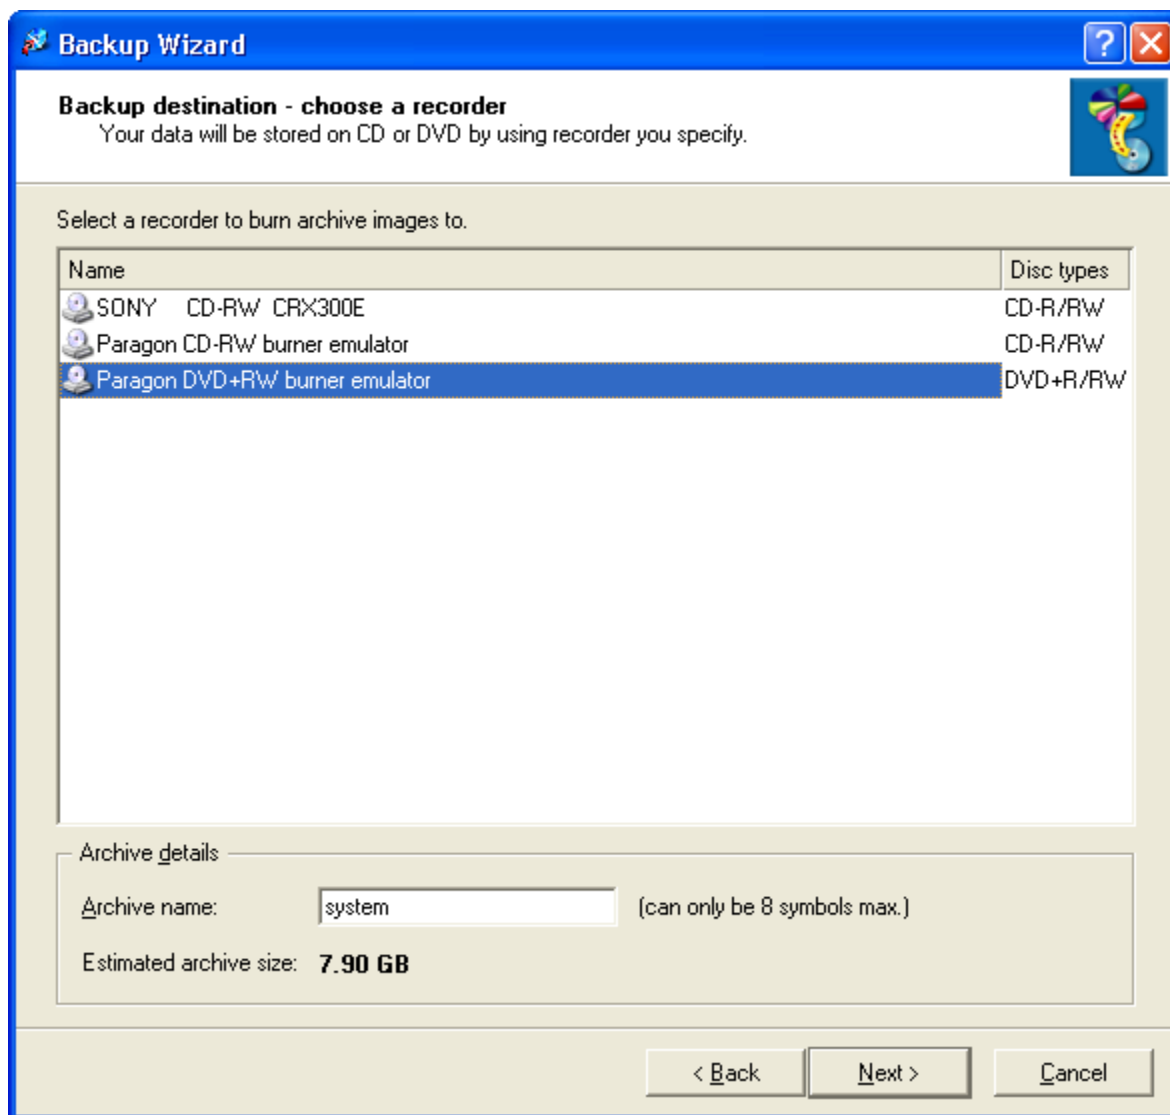 Backup Wizard
Backup destination - choose a recorder
Your data will be stored on CD or DVD by using recorder you specify.
Select a recorder to burn archive images to.
Name Disc types
SONY CD-RW CRX300E CD-R/RW
Paragon CD-RW burner emulator CD-R/RW
Paragon DVD+RW burner emulator DVD+R/RW
Archive details
Archive name: system (can only be 8 symbols max.)
Estimated archive size: 7.90 GB
< Back Next > Cancel